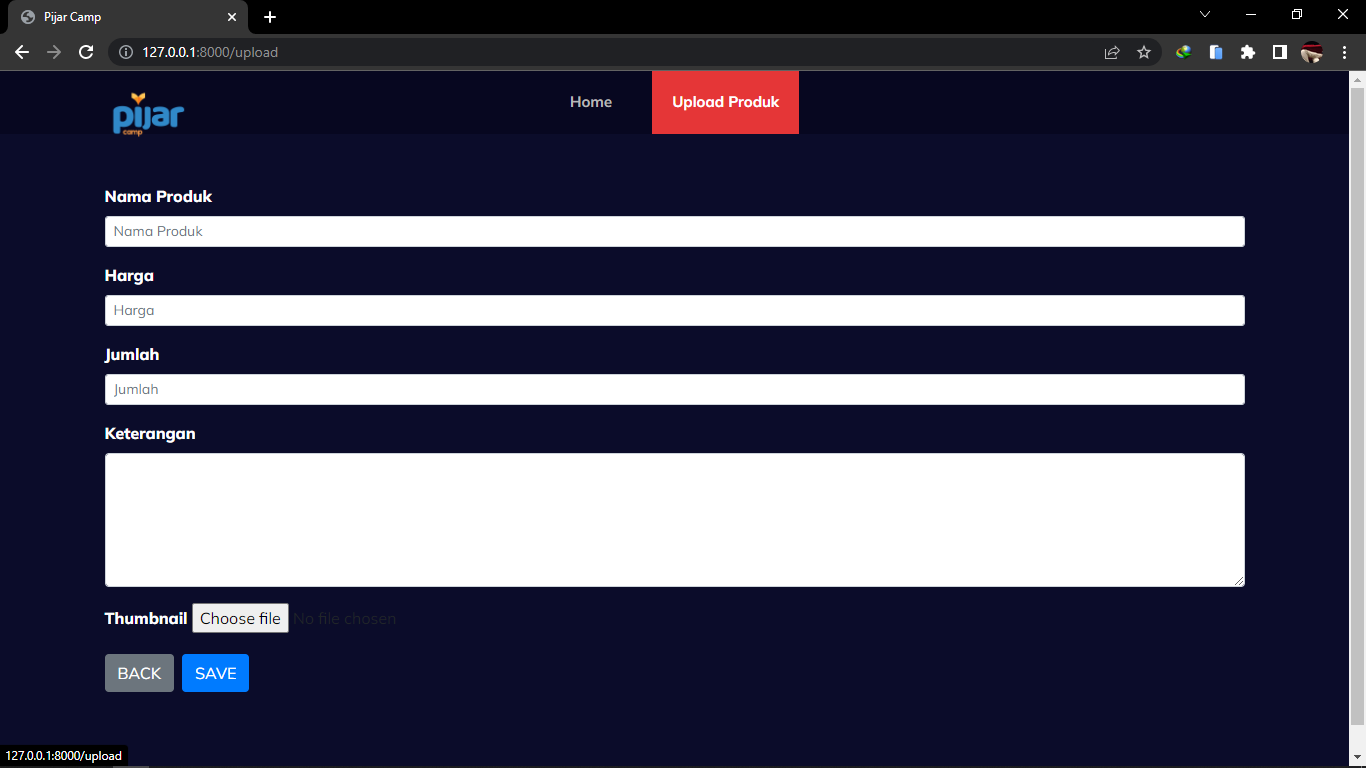 Pijar Camp
127.0.0.1:8000/upload
pijar
camp
Home
Upload Produk
Nama Produk
Nama Produk
Harga
Harga
Jumlah
Jumlah
Keterangan
Thumbnail Choose file No file chosen
BACK SAVE
127.0.0.1:8000/upload